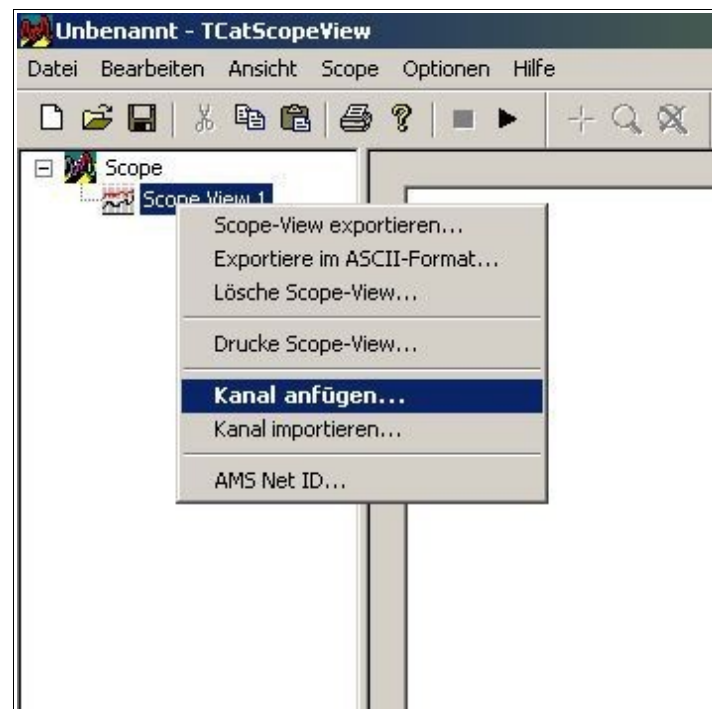 Unbenannt - TCatScopeView
Datei Bearbeiten Ansicht Scope Optionen Hilfe
Scope
Scope View 1
Scope-View exportieren...
Exportiere im ASCII-Format...
Lösche Scope-View...
Drucke Scope-View...
Kanal anfügen...
Kanal importieren...
AMS Net ID...